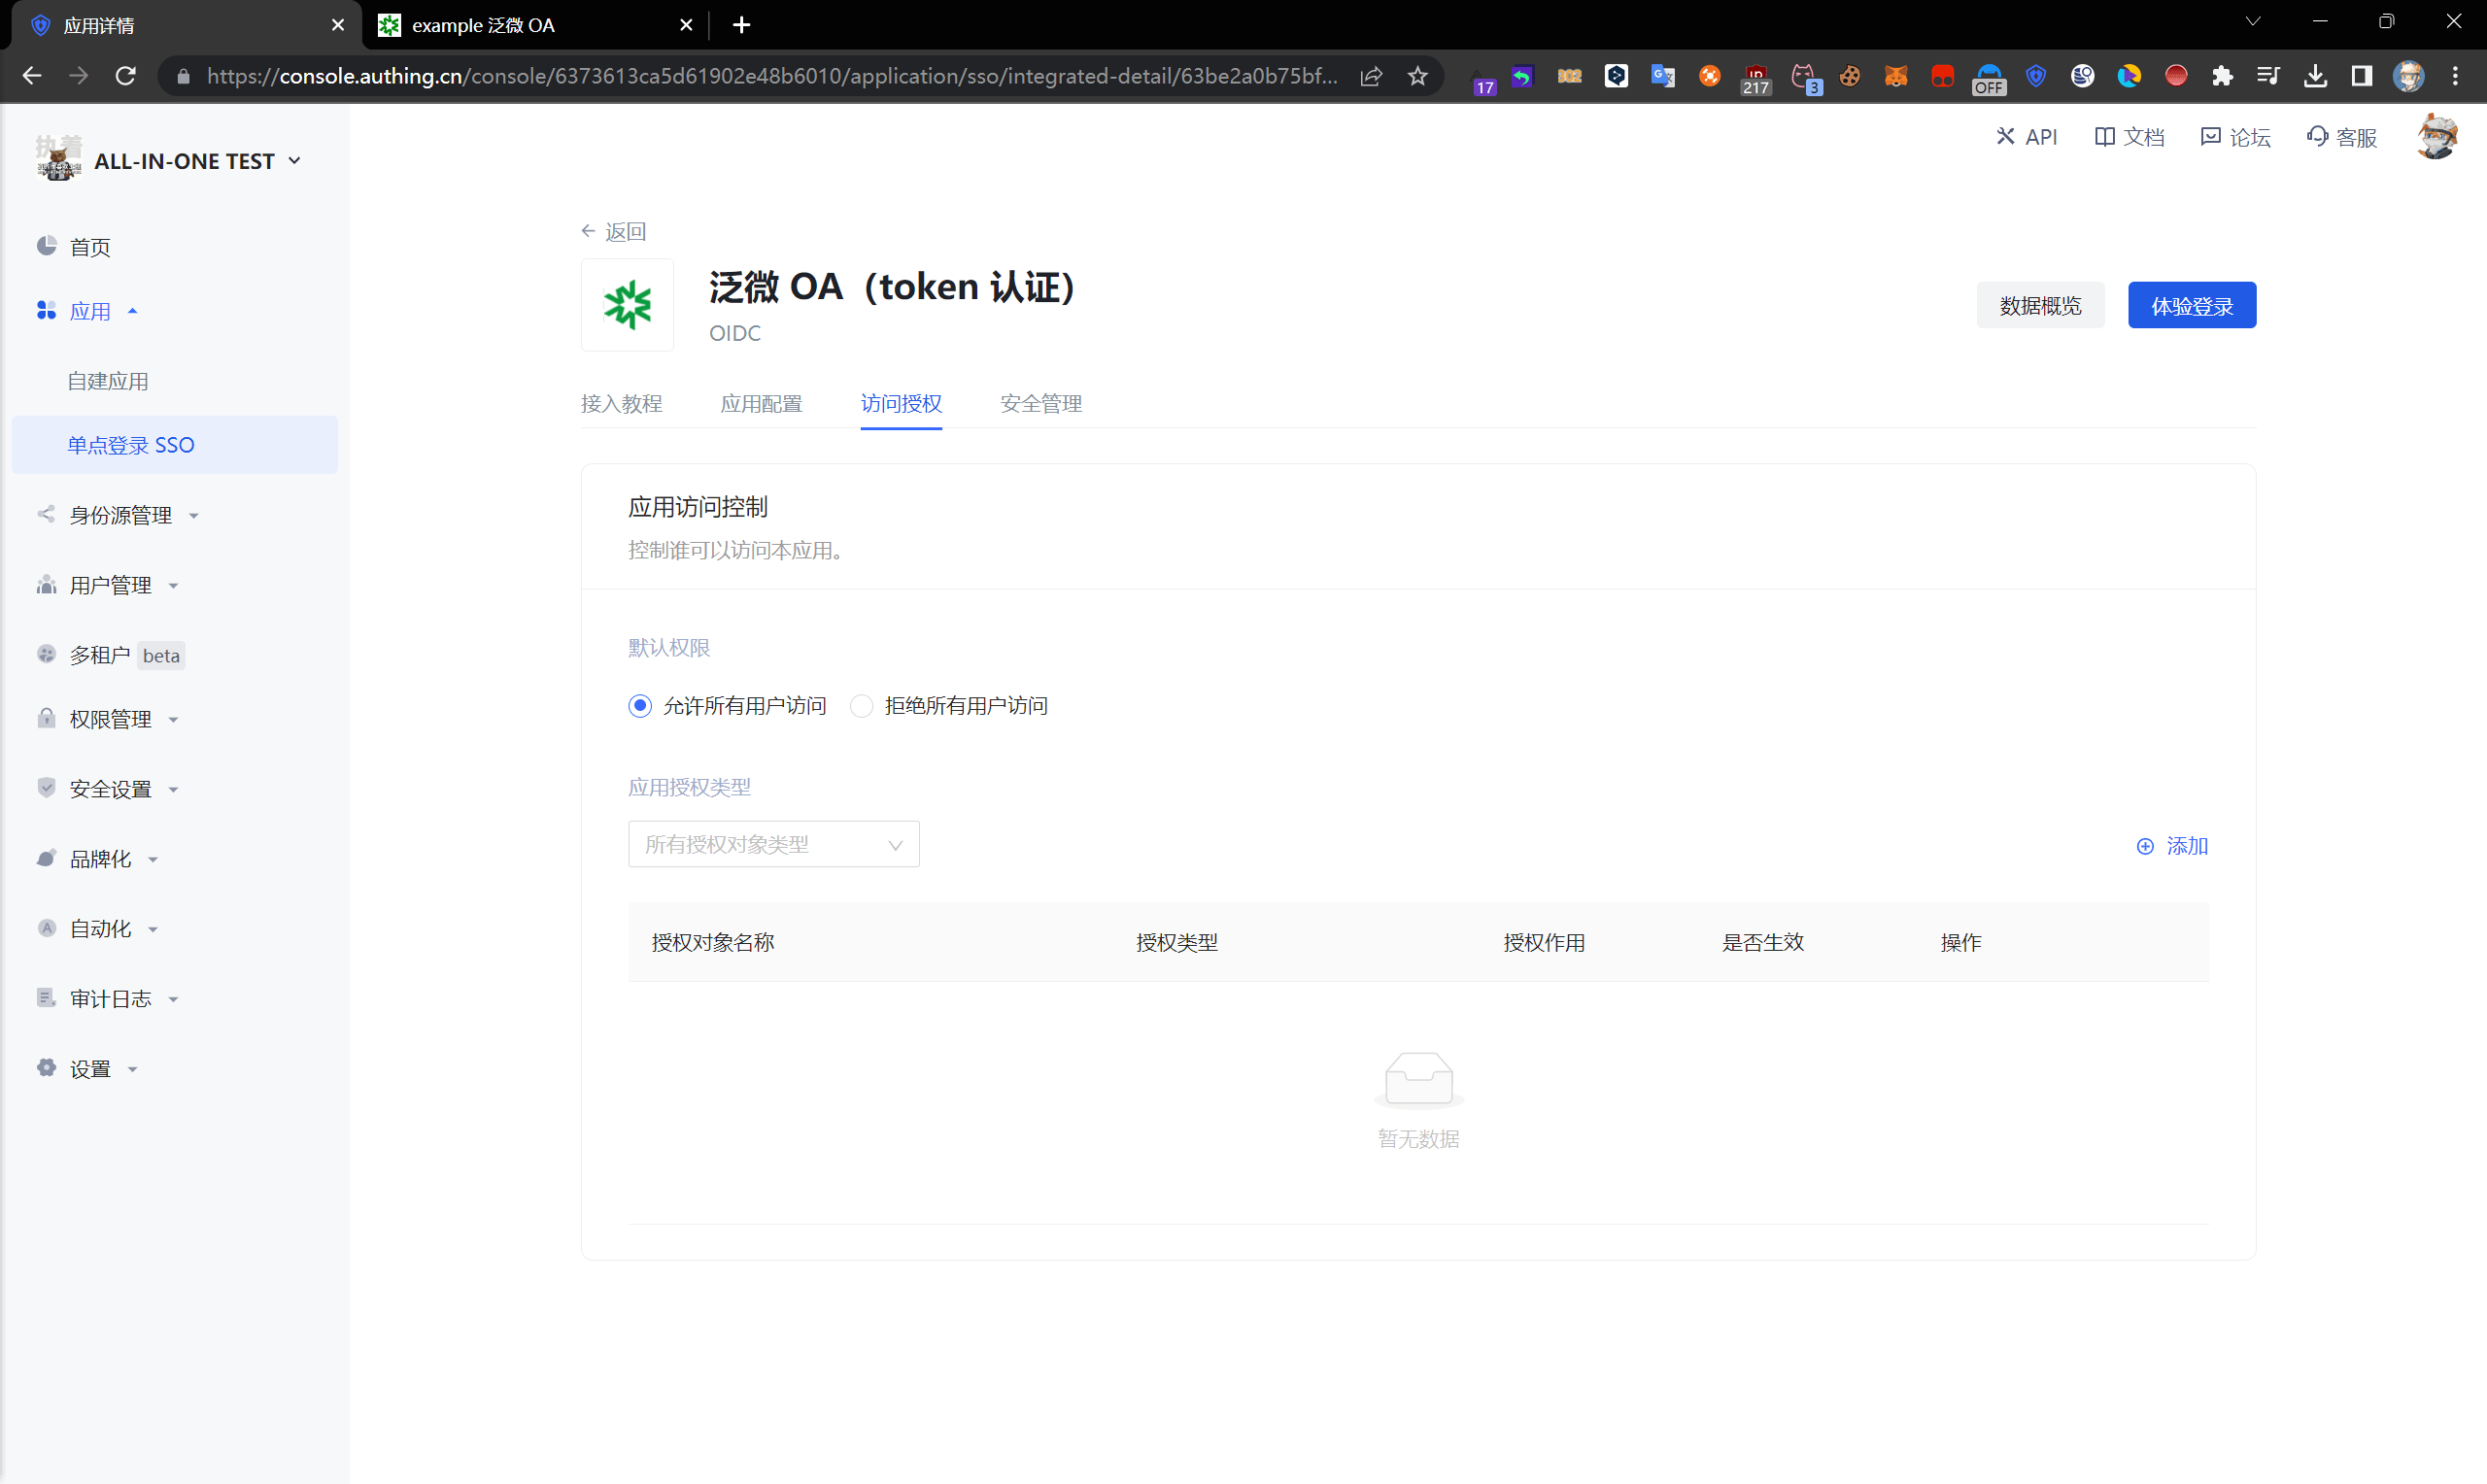 应用详情
example 泛微 OA
https://console.authing.cn/console/6373613ca5d61902e48b6010/application/sso/integrated-detail/63be2a0b75bf...
17
302
217
3
OFF
ALL-IN-ONE TEST
API
文档
论坛
客服
首页
应用
自建应用
单点登录 SSO
身份源管理
用户管理
多租户 beta
权限管理
安全设置
品牌化
自动化
审计日志
设置
返回
泛微 OA（token 认证）
OIDC
数据概览
体验登录
接入教程
应用配置
访问授权
安全管理
应用访问控制
控制谁可以访问本应用。
默认权限
允许所有用户访问
拒绝所有用户访问
应用授权类型
所有授权对象类型
添加
授权对象名称
授权类型
授权作用
是否生效
操作
暂无数据